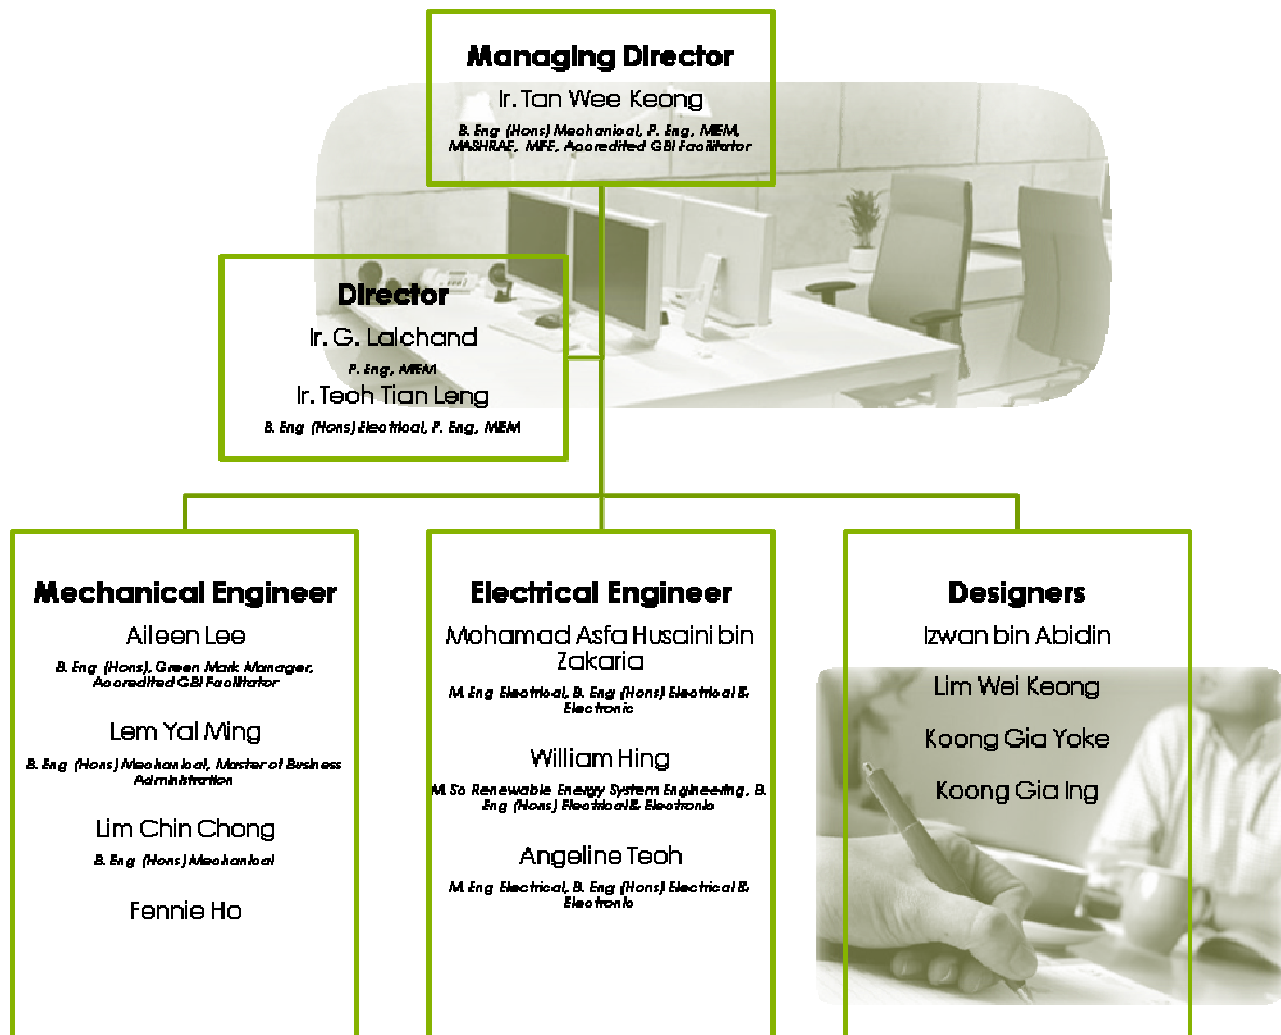 Managing Director
Ir. Tan Wee Keong
B. Eng (Hons) Mechanical, P. Eng, MIEM,
MASHRAE, MIFE, Accredited GBI Facilitator
Director
Ir. G. Lalchand
P. Eng, MIEM
Ir. Teoh Tian Leng
B. Eng (Hons) Electrical, P. Eng, MIEM
Mechanical Engineer
Aileen Lee
B. Eng (Hons), Green Mark Manager,
Accredited GBI Facilitator
Lem Yal Ming
B. Eng (Hons) Mechanical, Master of Business
Administration
Lim Chin Chong
B. Eng (Hons) Mechanical
Fennie Ho
Electrical Engineer
Mohamad Asfa Husaini bin
Zakaria
M. Eng Electrical, B. Eng (Hons) Electrical &
Electronic
William Hing
M. Sc Renewable Energy System Engineering, B.
Eng (Hons) Electrical & Electronic
Angeline Teoh
M. Eng Electrical, B. Eng (Hons) Electrical &
Electronic
Designers
Izwan bin Abidin
Lim Wei Keong
Koong Gia Yoke
Koong Gia Ing